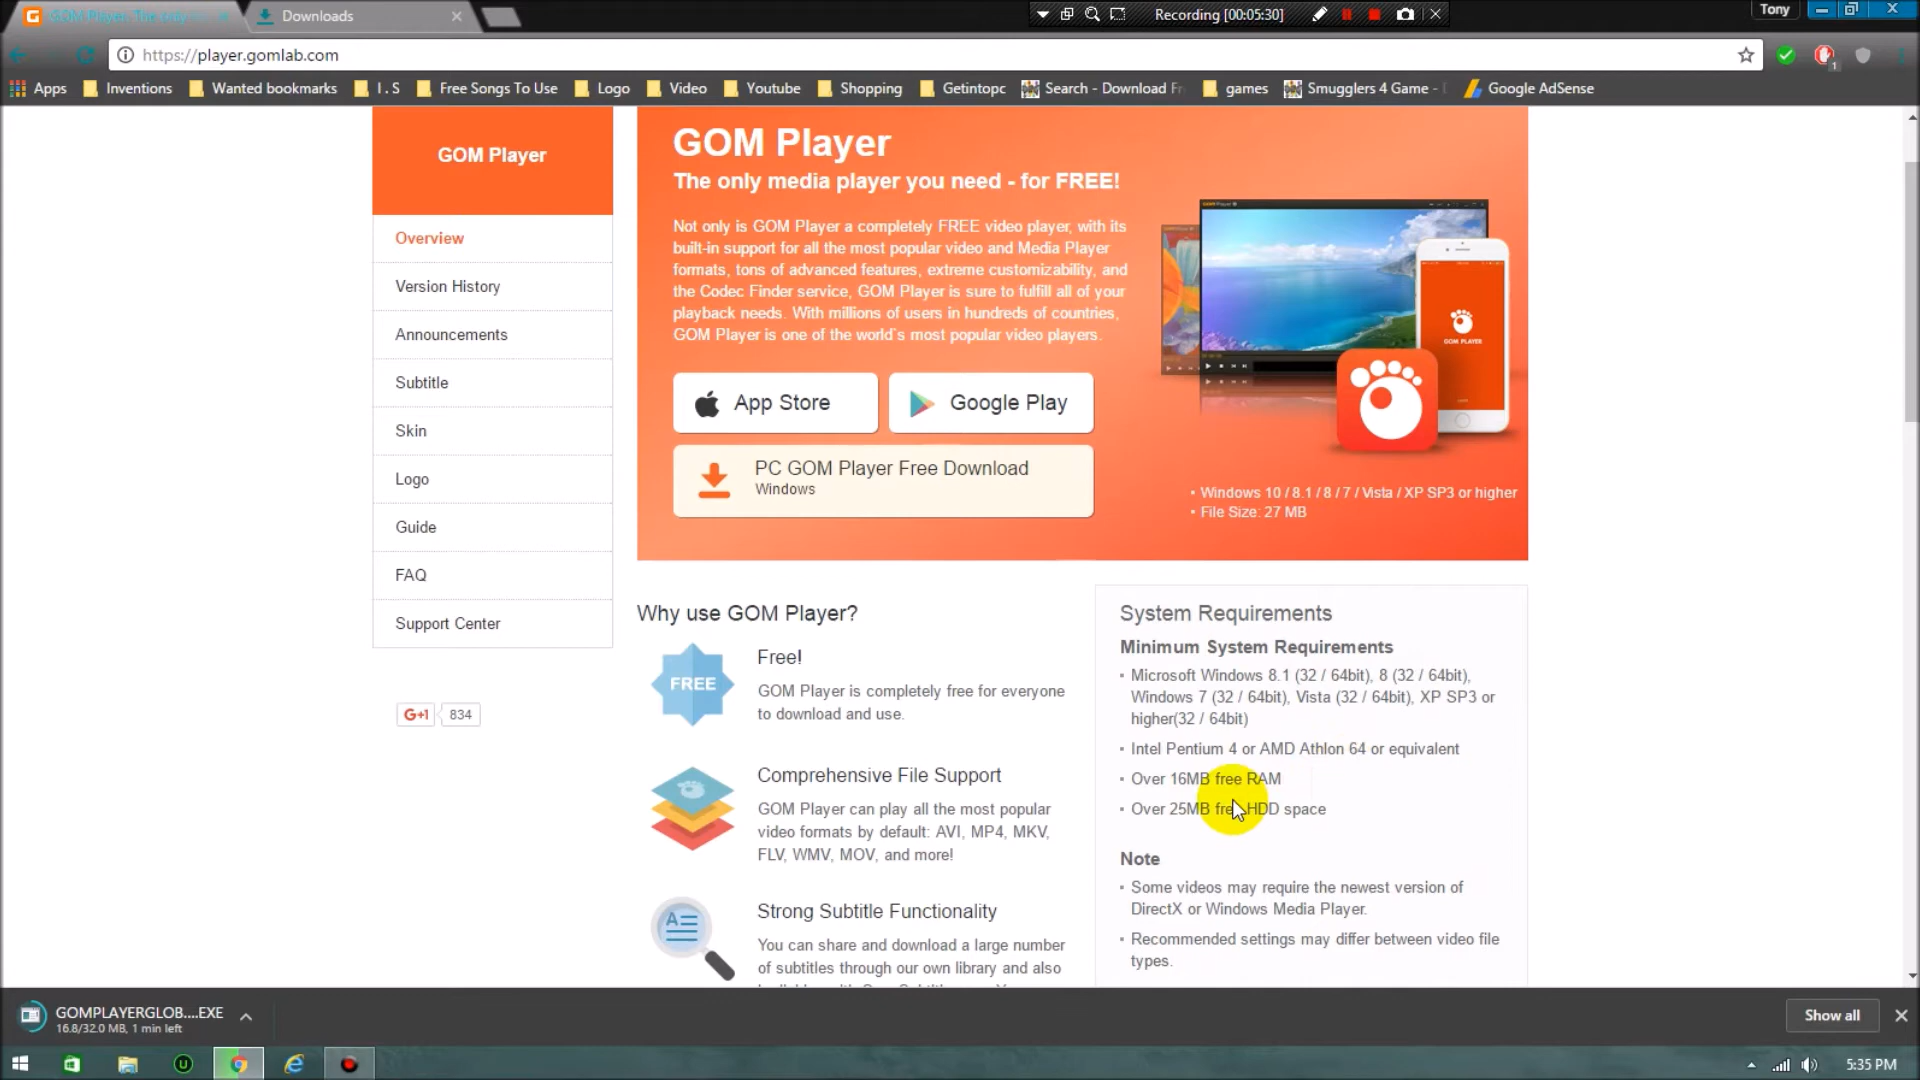 Downloads
Recording [00:05:30]
Tony
https://player.gomlab.com
Apps
Inventions
Wanted bookmarks
I . S
Free Songs To Use
Logo
Video
Youtube
Shopping
Getintopc
Search - Download Fr
games
Smugglers 4 Game -
Google AdSense
1
GOM Player
Overview
Version History
Announcements
Subtitle
Skin
Logo
Guide
FAQ
Support Center
G+1 834
GOM Player
The only media player you need - for FREE!
Not only is GOM Player a completely FREE video player, with its
built-in support for all the most popular video and Media Player
formats, tons of advanced features, extreme customizability, and
the Codec Finder service, GOM Player is sure to fulfill all of your
playback needs. With millions of users in hundreds of countries,
GOM Player is one of the world's most popular video players.
App Store
Google Play
PC GOM Player Free Download
Windows
GOM PLAYER
• Windows 10 / 8.1 / 8 / 7 / Vista / XP SP3 or higher
• File Size: 27 MB
Why use GOM Player?
FREE
Free!
GOM Player is completely free for everyone
to download and use.
Comprehensive File Support
GOM Player can play all the most popular
video formats by default: AVI, MP4, MKV,
FLV, WMV, MOV, and more!
Strong Subtitle Functionality
You can share and download a large number
of subtitles through our own library and also
System Requirements
Minimum System Requirements
• Microsoft Windows 8.1 (32 / 64bit), 8 (32 / 64bit),
Windows 7 (32 / 64bit), Vista (32 / 64bit), XP SP3 or
higher(32 / 64bit)
• Intel Pentium 4 or AMD Athlon 64 or equivalent
• Over 16MB free RAM
• Over 25MB free HDD space
Note
• Some videos may require the newest version of
DirectX or Windows Media Player.
• Recommended settings may differ between video file
types.
GOMPLAYERGLOB....EXE
16.8/32.0 MB, 1 min left
Show all
5:35 PM